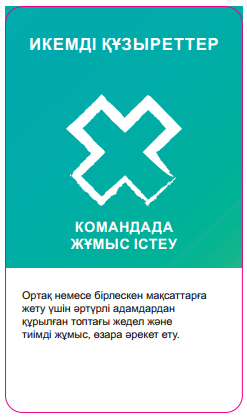 ИКЕМДІ ҚҰЗЫРЕТТЕР
КОМАНДАДА
ЖҰМЫС ІСТЕУ
Ортақ немесе бірлескен мақсаттарға
жету үшін әртүрлі адамдардан
құрылған топтағы жедел және
тиімді жұмыс, өзара әрекет ету.